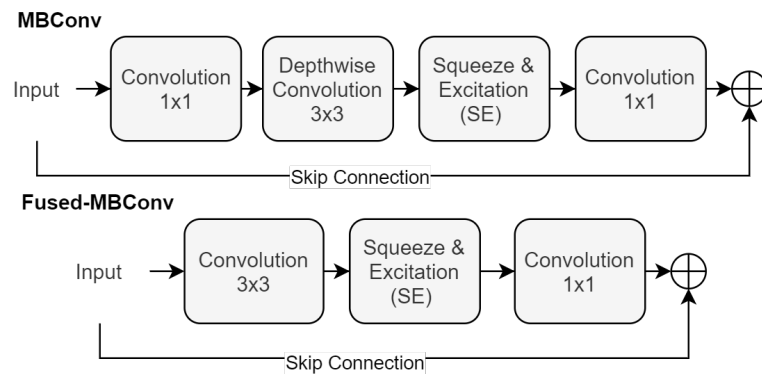 MBConv
Input
Convolution
1x1
Depthwise
Convolution
3x3
Squeeze &
Excitation
(SE)
Convolution
1x1
Skip Connection
Fused-MBConv
Input
Convolution
3x3
Squeeze &
Excitation
(SE)
Convolution
1x1
Skip Connection